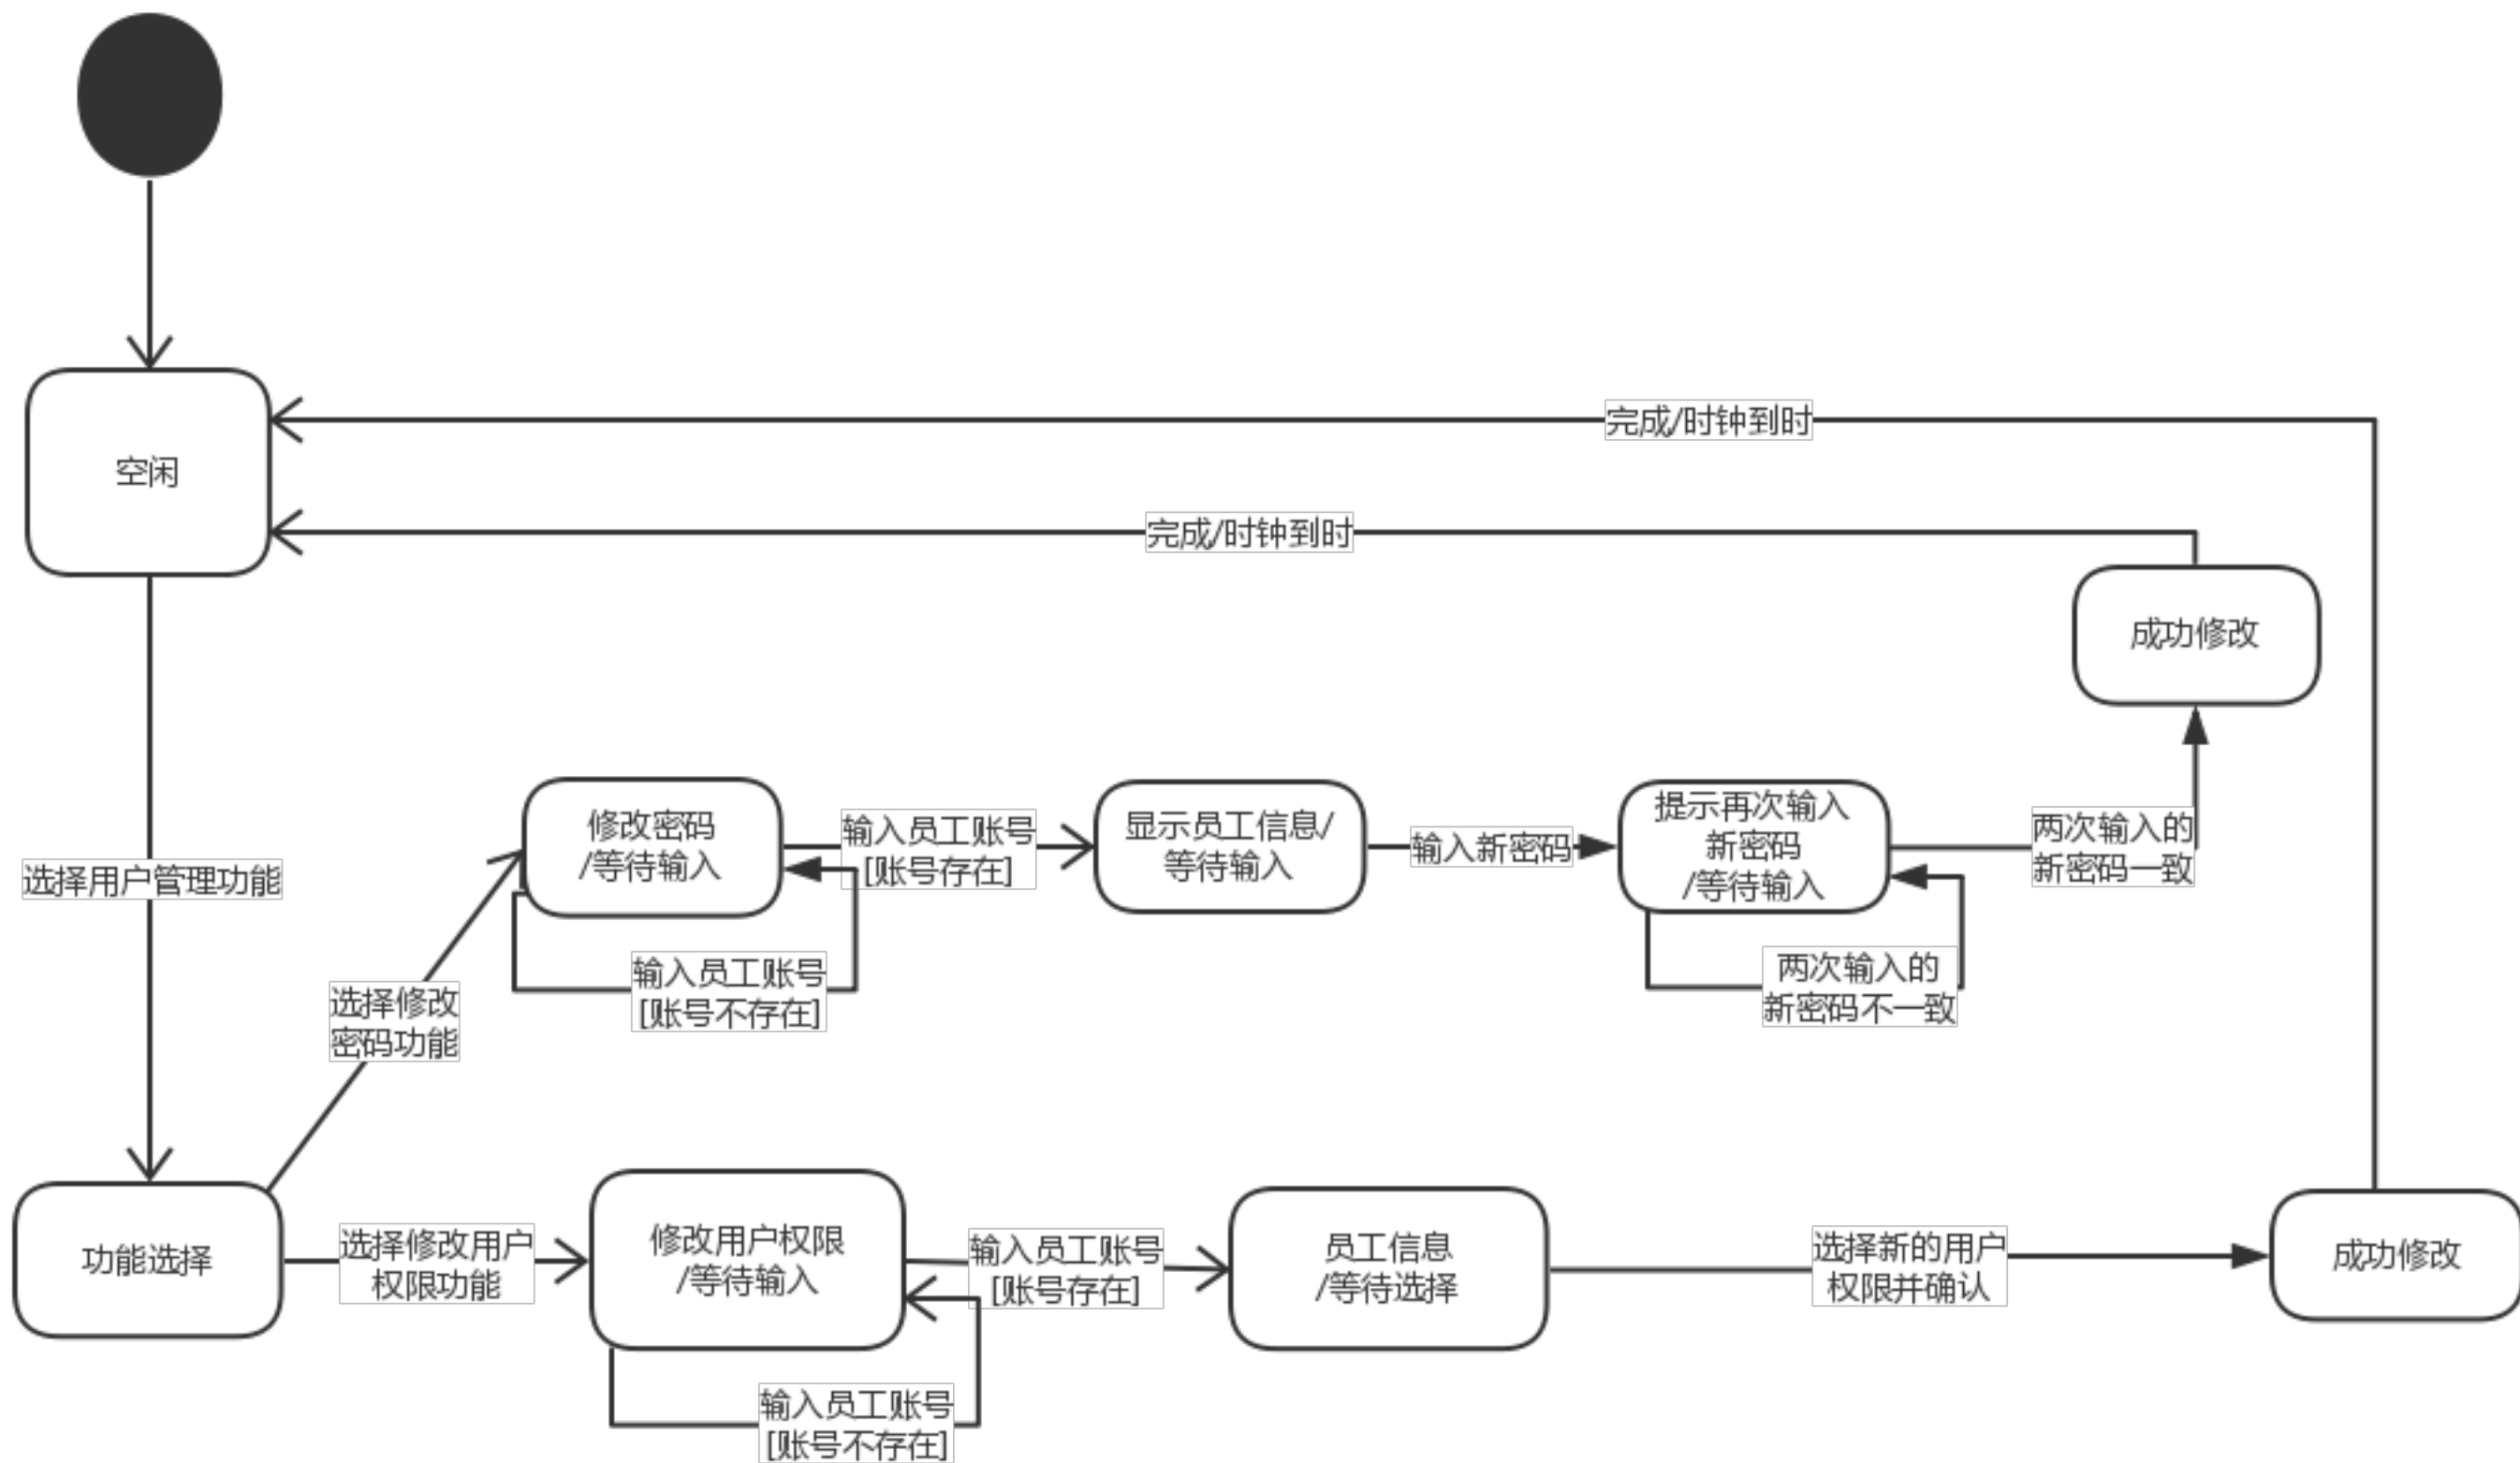 完成/时钟到时
空闲
完成/时钟到时
成功修改
修改密码
/等待输入
输入员工账号
[账号存在]
显示员工信息/
等待输入
输入新密码
提示再次输入
新密码
/等待输入
两次输入的
新密码一致
选择用户管理功能
输入员工账号
[账号不存在]
两次输入的
新密码不一致
选择修改
密码功能
功能选择
选择修改用户
权限功能
修改用户权限
/等待输入
输入员工账号
[账号存在]
员工信息
/等待选择
选择新的用户
权限并确认
成功修改
输入员工账号
[账号不存在]